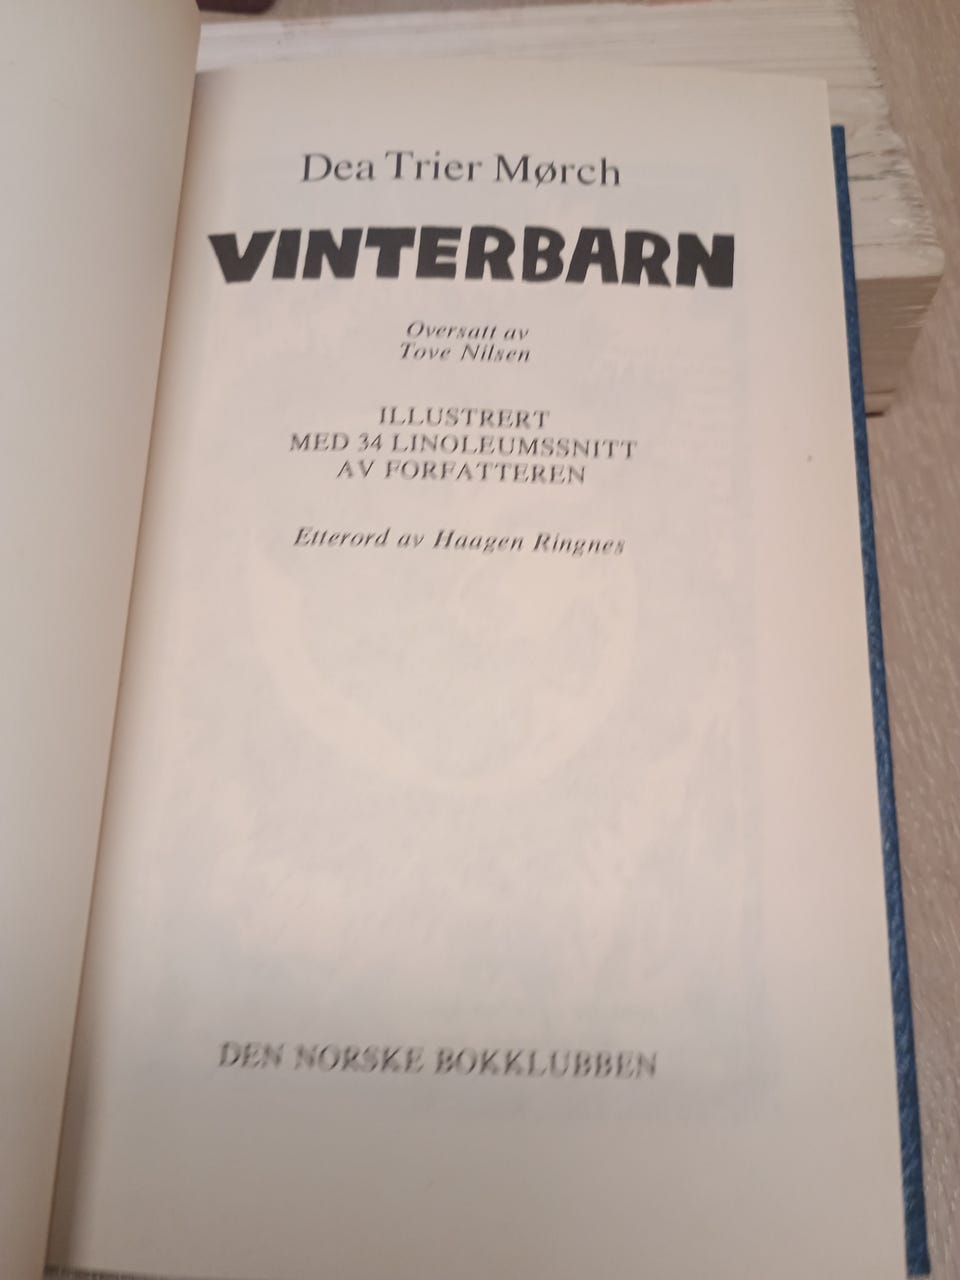 Dea Trier Mørch
VINTERBARN
Oversatt av
Tove Nilsen
ILLUSTRERT
MED 34 LINOLEUMSSNITT
AV FORFATTEREN
Etterord av Haagen Ringnes
DEN NORSKE BOKKLUBBEN